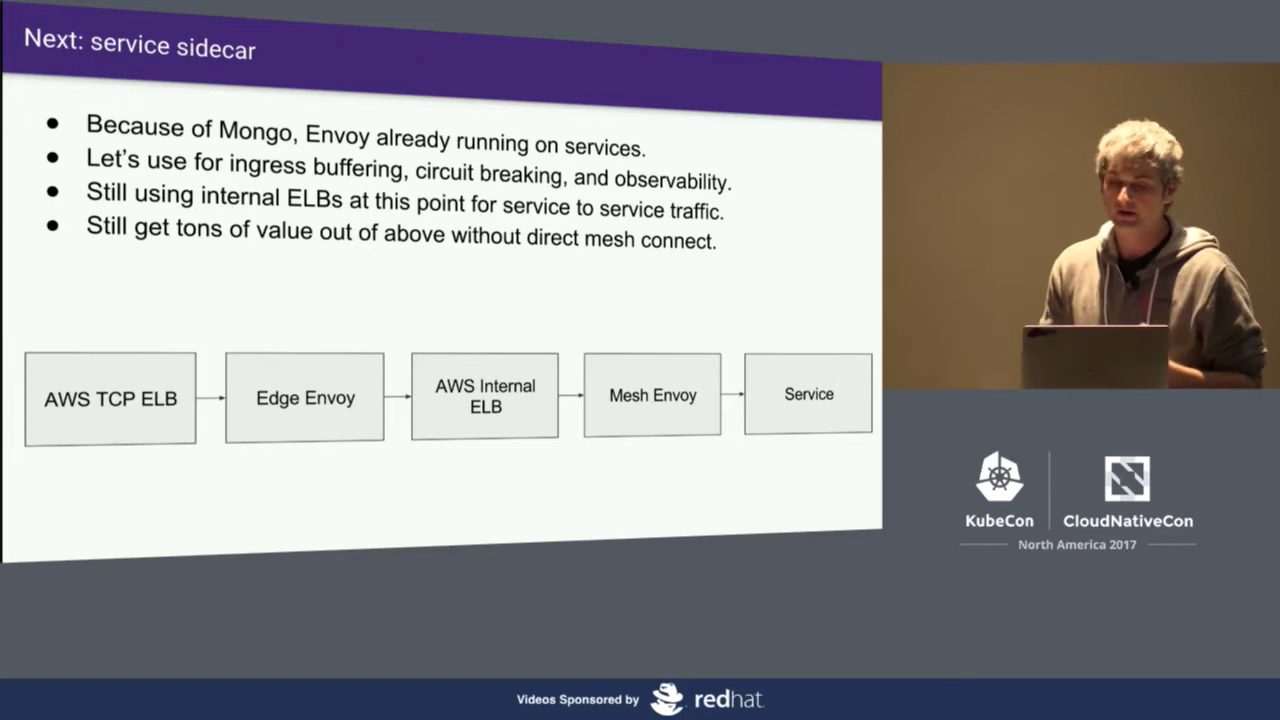 Next: service sidecar
● Because of Mongo, Envoy already running on services.
● Let's use for ingress buffering, circuit breaking, and observability.
● Still using internal ELBs at this point for service to service traffic.
● Still get tons of value out of above without direct mesh connect.
AWS TCP ELB
Edge Envoy
AWS Internal
ELB
Mesh Envoy
Service
KubeCon
CloudNativeCon
North America 2017
Videos Sponsored by
redhat